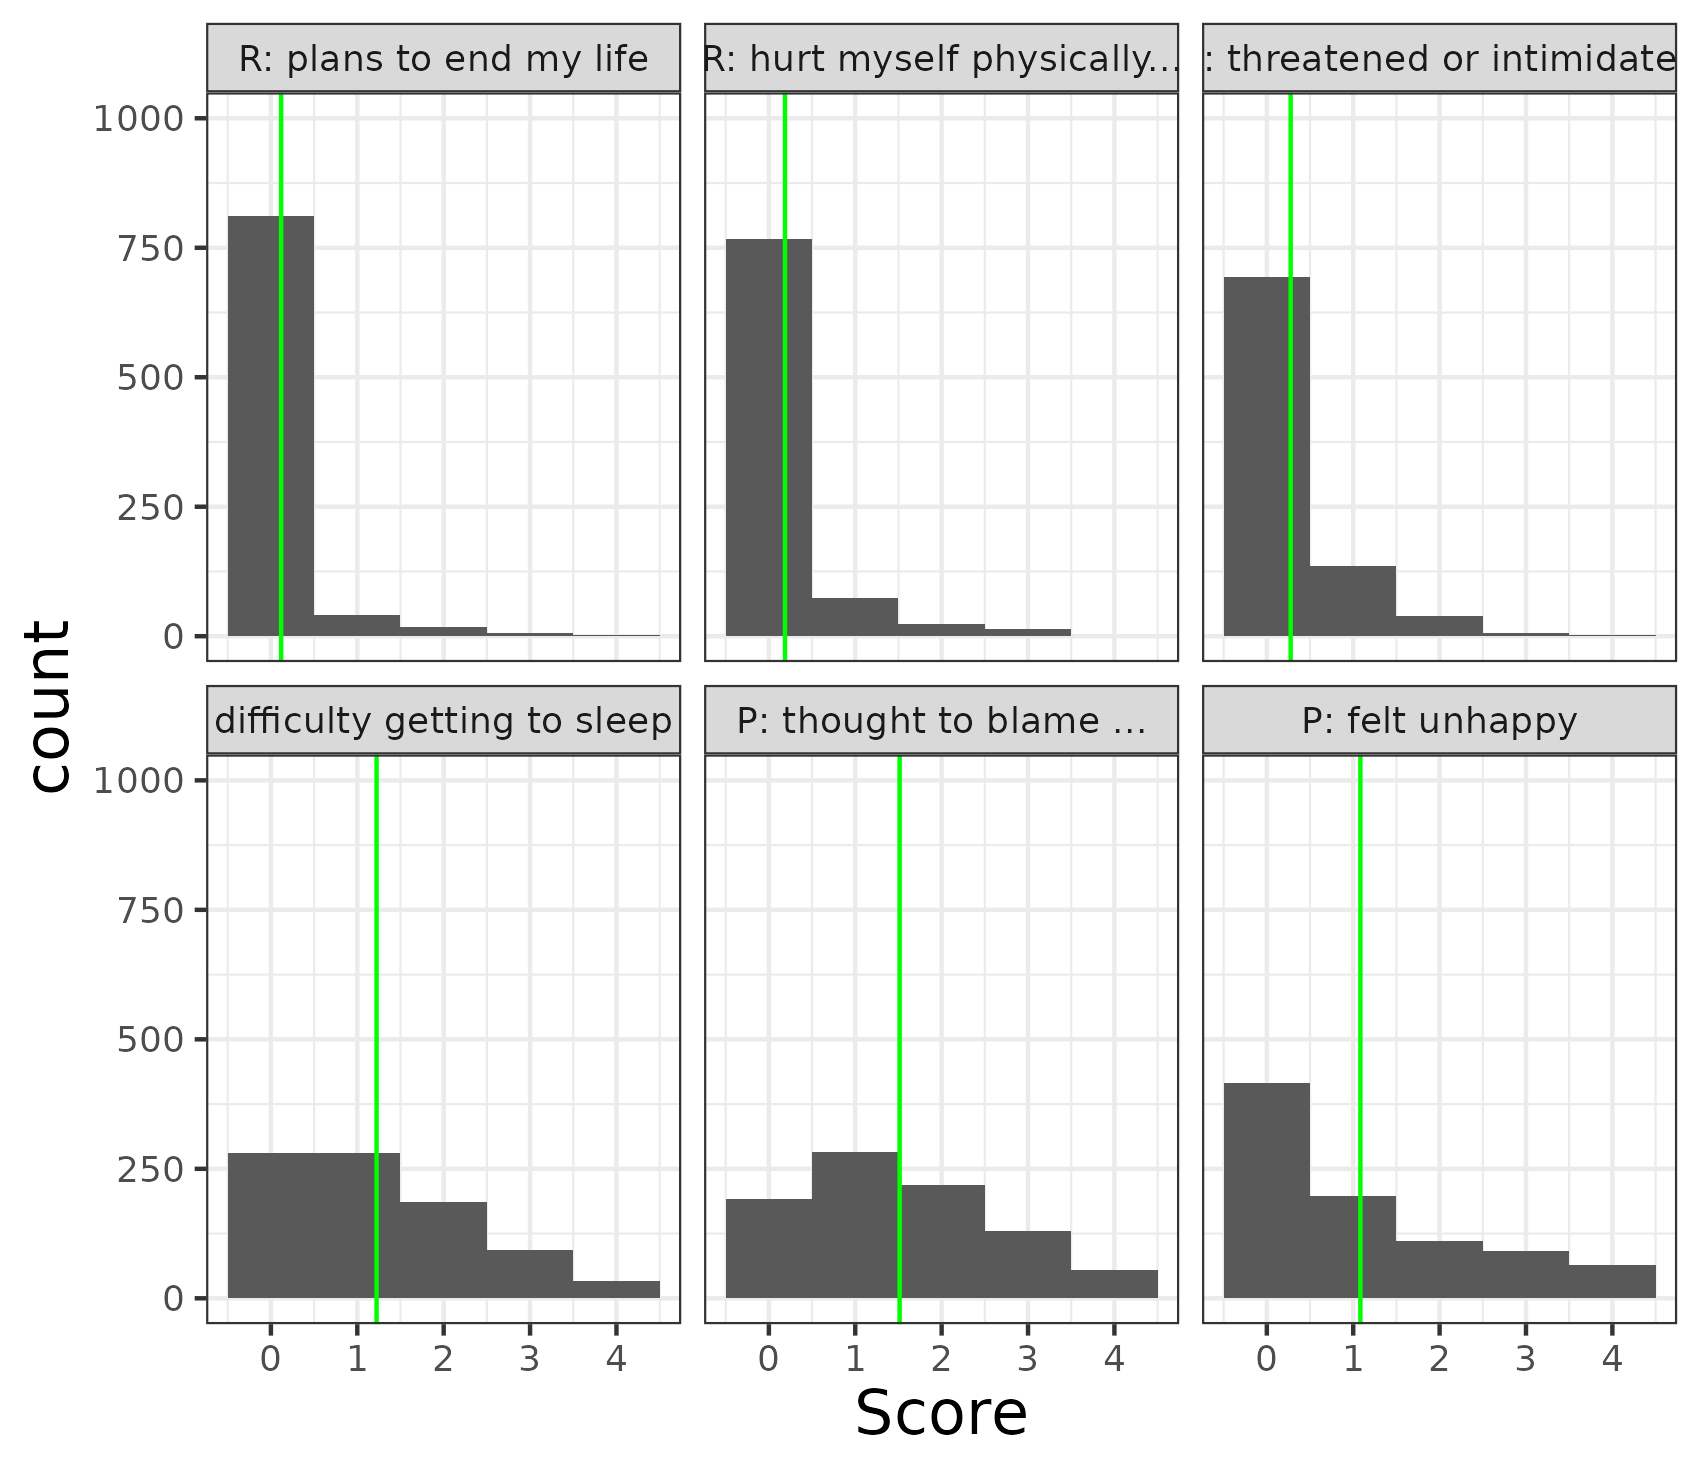 R: plans to end my life
R: hurt myself physically...
: threatened or intimidate
1000
750
500
250
0
difficulty getting to sleep
P: thought to blame ...
P: felt unhappy
1000
750
500
250
0
0 1 2 3 4
0 1 2 3 4
0 1 2 3 4
count
Score